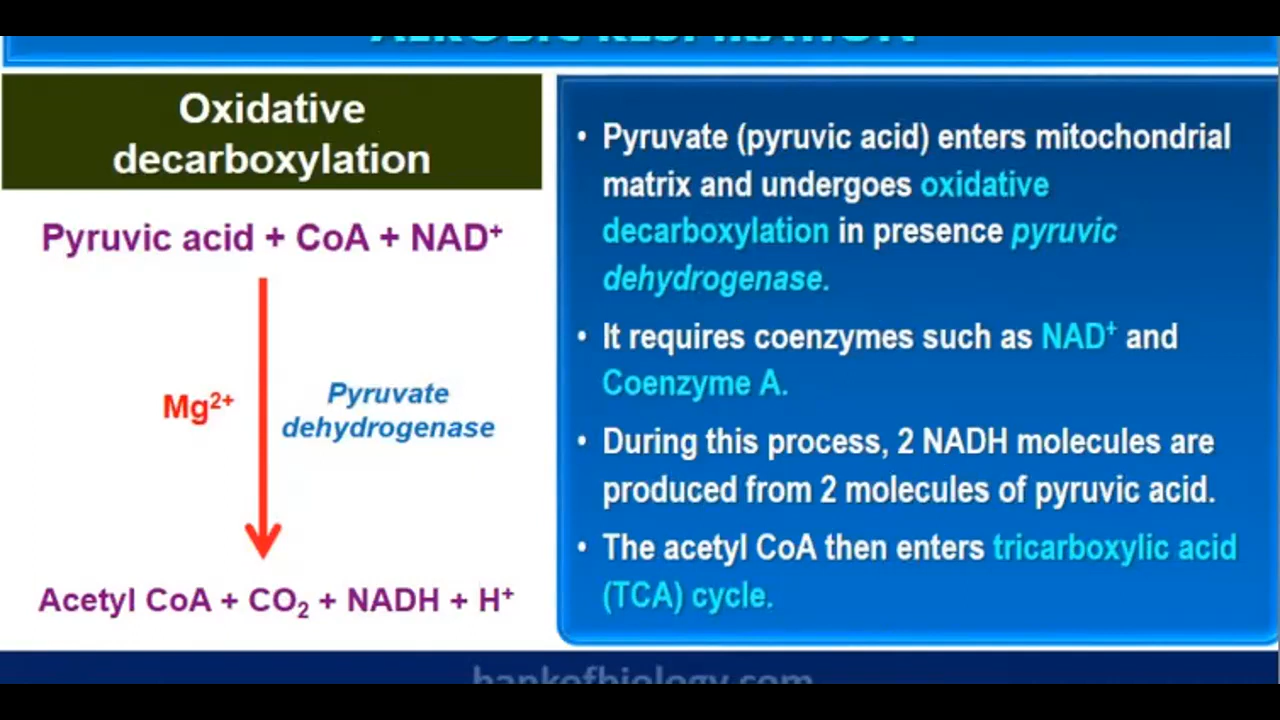 AEROBIC RESPIRATION
Oxidative
decarboxylation
Pyruvic acid + CoA + NAD⁺
Mg²⁺
Pyruvate
dehydrogenase
Acetyl CoA + CO₂ + NADH + H⁺
• Pyruvate (pyruvic acid) enters mitochondrial
matrix and undergoes oxidative
decarboxylation in presence pyruvic
dehydrogenase.
• It requires coenzymes such as NAD⁺ and
Coenzyme A.
• During this process, 2 NADH molecules are
produced from 2 molecules of pyruvic acid.
• The acetyl CoA then enters tricarboxylic acid
(TCA) cycle.
bankofbiology.com